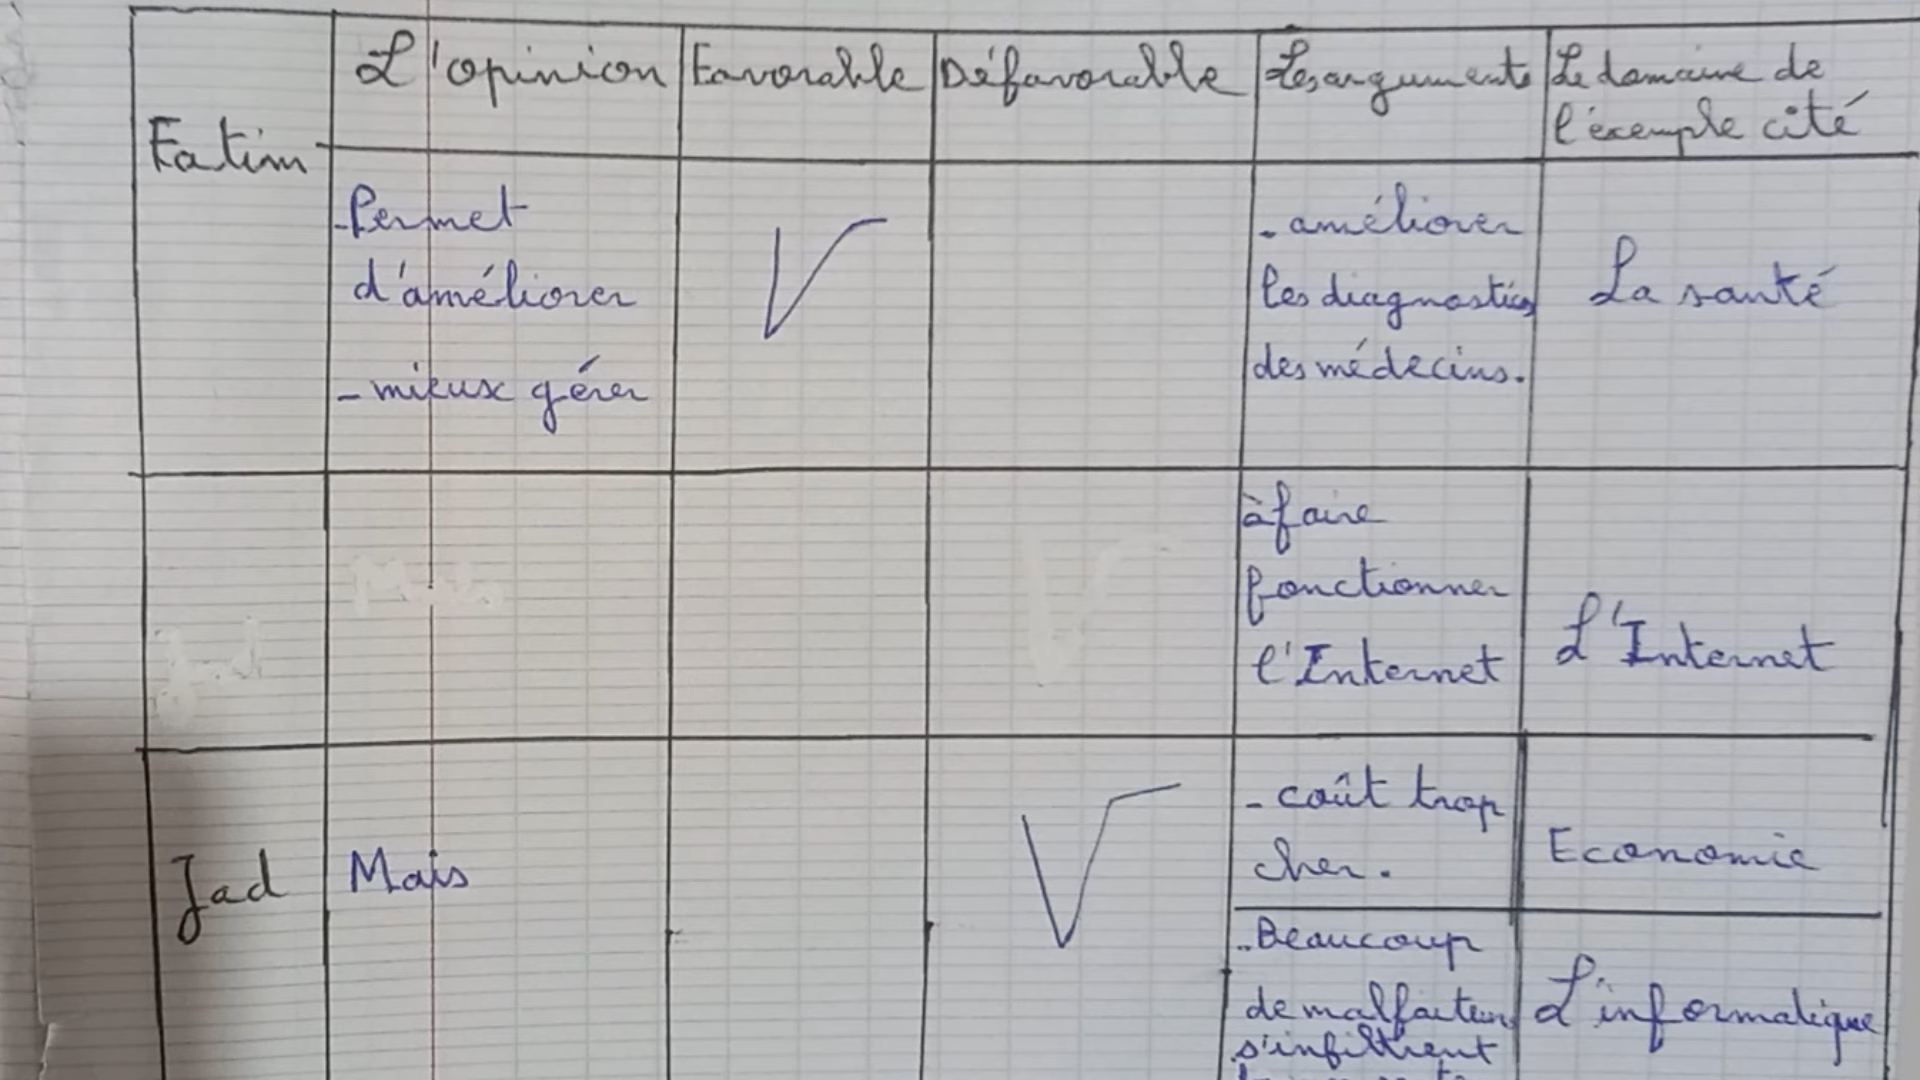 L'opinion Favorable Défavorable Les arguments Le domaine de
l'exemple cité
Fatim
-Permet
d'améliorer
- mieux gérer
- améliorer
les diagnostics
des médecins.
La santé
à faire
fonctionner
l'Internet
L'Internet
Jad
Mais
- coût trop
cher.
Economie
-Beaucoup
de malfaiteurs
s'infiltrent
L'informatique